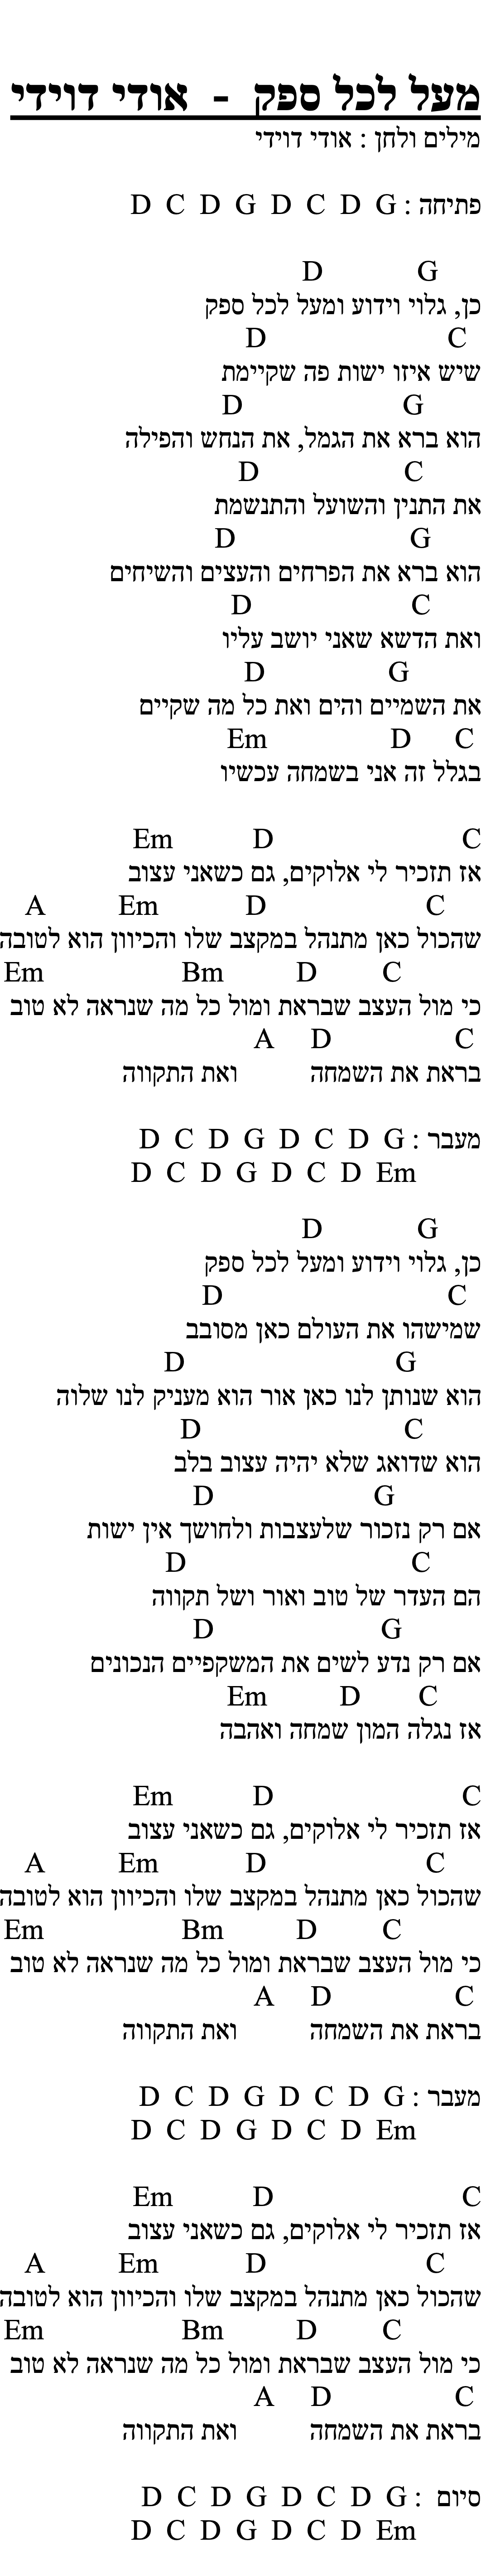 מעל לכל ספק - אודי דוידי
מילים ולחן : אודי דוידי
פתיחה : D C D G D C D G
D G
כן, גלוי וידוע ומעל לכל ספק
D C
שיש איזו ישות פה שקיימת
D G
הוא ברא את הגמל, את הנחש והפילה
D C
את התנין והשועל והתנשמת
D G
הוא ברא את הפרחים והעצים והשיחים
D C
ואת הדשא שאני יושב עליו
D G
את השמיים והים ואת כל מה שקיים
Em D C
בגלל זה אני בשמחה עכשיו
Em D C
אז תזכיר לי אלוקים, גם כשאני עצוב
A Em D C
שהכול כאן מתנהל במקצב שלו והכיוון הוא לטובה
Em Bm D C
כי מול העצב שבראת ומול כל מה שנראה לא טוב
A D C
בראת את השמחה ואת התקווה
מעבר : D C D G D C D G
D C D G D C D Em
D G
כן, גלוי וידוע ומעל לכל ספק
D C
שמישהו את העולם כאן מסובב
D G
הוא שנותן לנו כאן אור הוא מעניק לנו שלוה
D C
הוא שדואג שלא יהיה עצוב בלב
D G
אם רק נזכור שלעצבות ולחושך אין ישות
D C
הם העדר של טוב ואור ושל תקווה
D G
אם רק נדע לשים את המשקפיים הנכונים
Em D C
אז נגלה המון שמחה ואהבה
Em D C
אז תזכיר לי אלוקים, גם כשאני עצוב
A Em D C
שהכול כאן מתנהל במקצב שלו והכיוון הוא לטובה
Em Bm D C
כי מול העצב שבראת ומול כל מה שנראה לא טוב
A D C
בראת את השמחה ואת התקווה
מעבר : D C D G D C D G
D C D G D C D Em
Em D C
אז תזכיר לי אלוקים, גם כשאני עצוב
A Em D C
שהכול כאן מתנהל במקצב שלו והכיוון הוא לטובה
Em Bm D C
כי מול העצב שבראת ומול כל מה שנראה לא טוב
A D C
בראת את השמחה ואת התקווה
סיום : D C D G D C D G
D C D G D C D Em